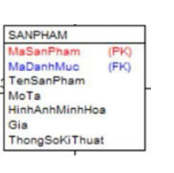 SANPHAM
MaSanPham (PK)
MaDanhMuc (FK)
TenSanPham
MoTa
HinhAnhMinhHoa
Gia
ThongSoKiThuat